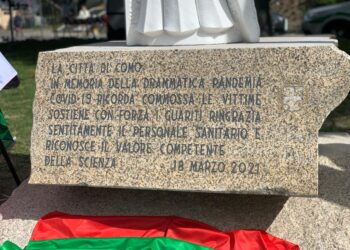 LA CITTÀ DI COMO
IN MEMORIA DELLA DRAMMATICA PANDEMIA
COVID-19 RICORDA COMMOSSA LE VITTIME
SOSTIENE CON FORZA I GUARITI RINGRAZIA
SENTITAMENTE IL PERSONALE SANITARIO E
RICONOSCE IL VALORE COMPETENTE
DELLA SCIENZA 18 MARZO 2021